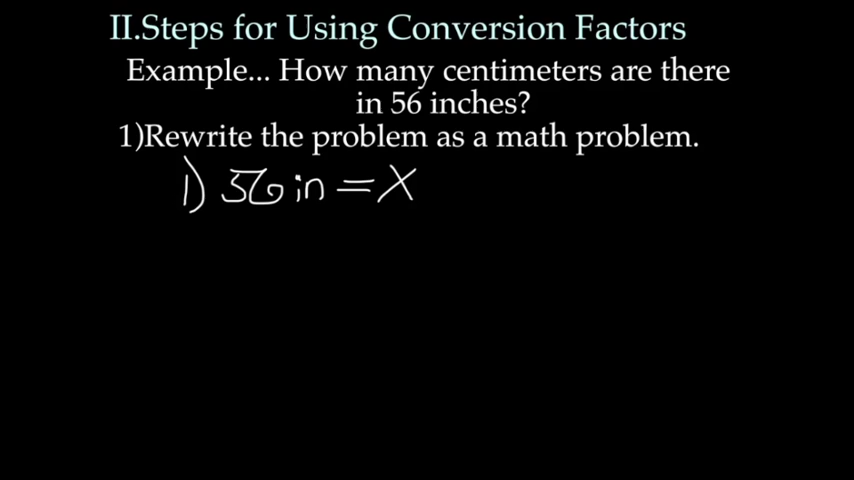 II.Steps for Using Conversion Factors
Example... How many centimeters are there
in 56 inches?
1)Rewrite the problem as a math problem.
1) 56 in = X